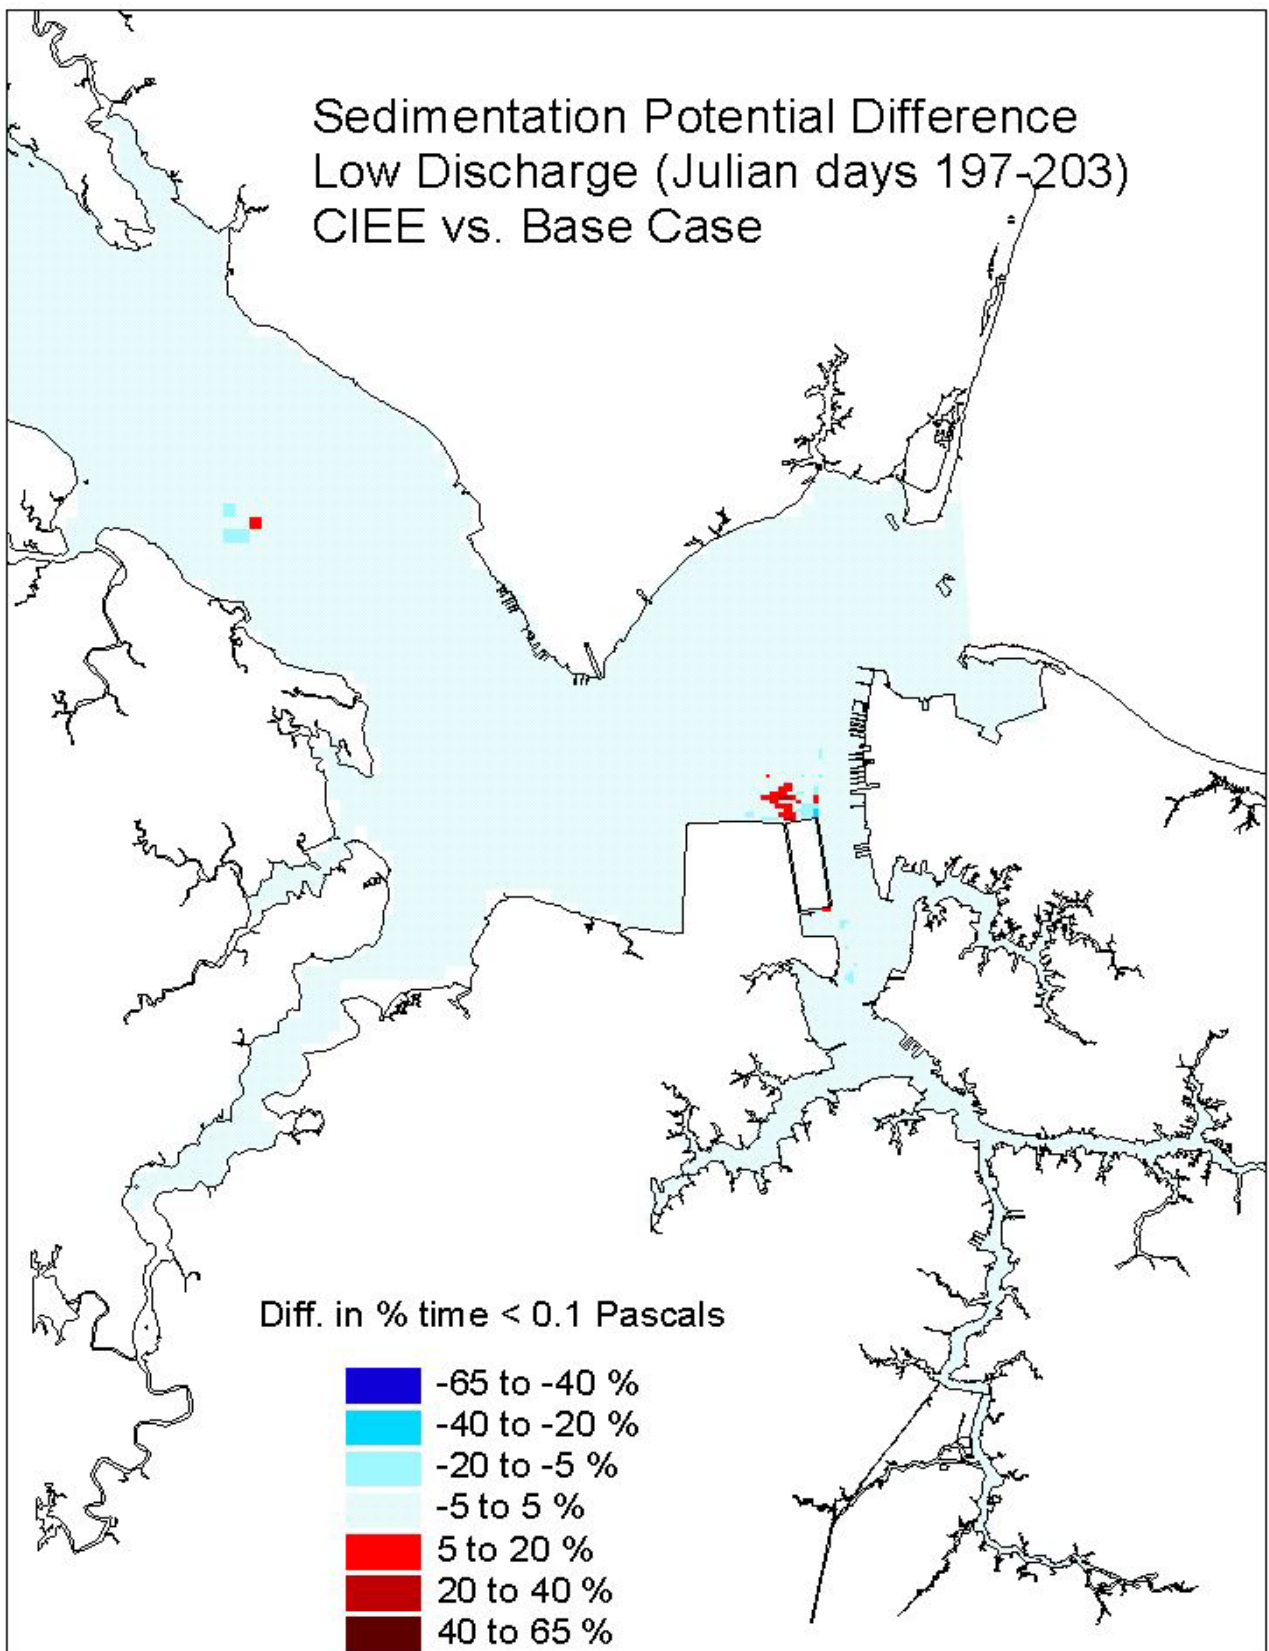 Sedimentation Potential Difference
Low Discharge (Julian days 197-203)
CIEE vs. Base Case
Diff. in % time < 0.1 Pascals
-65 to -40 %
-40 to -20 %
-20 to -5 %
-5 to 5 %
5 to 20 %
20 to 40 %
40 to 65 %